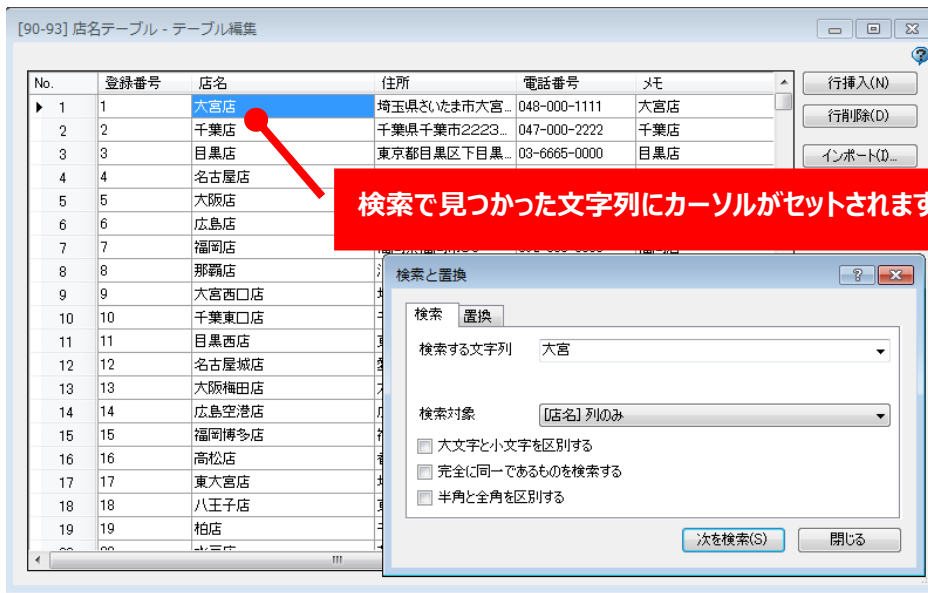 [90-93] 店名テーブル - テーブル編集
No. 登録番号 店名 住所 電話番号 メモ
行挿入(N)
1 1 大宮店 埼玉県さいたま市大宮... 048-000-1111 大宮店
行削除(D)
2 2 千葉店 千葉県千葉市2223... 047-000-2222 千葉店
3 3 目黒店 東京都目黒区下目黒... 03-6665-0000 目黒店
インポート(I)...
4 4 名古屋店
5 5 大阪店
検索で見つかった文字列にカーソルがセットされます
6 6 広島店
7 7 福岡店
8 8 那覇店
9 9 大宮西口店
10 10 千葉東口店
11 11 目黒西店
12 12 名古屋城店
13 13 大阪梅田店
14 14 広島空港店
15 15 福岡博多店
16 16 高松店
17 17 東大宮店
18 18 八王子店
19 19 柏店
検索と置換
検索 置換
検索する文字列 大宮
検索対象 [店名] 列のみ
大文字と小文字を区別する
完全に同一であるものを検索する
半角と全角を区別する
次を検索(S) 閉じる